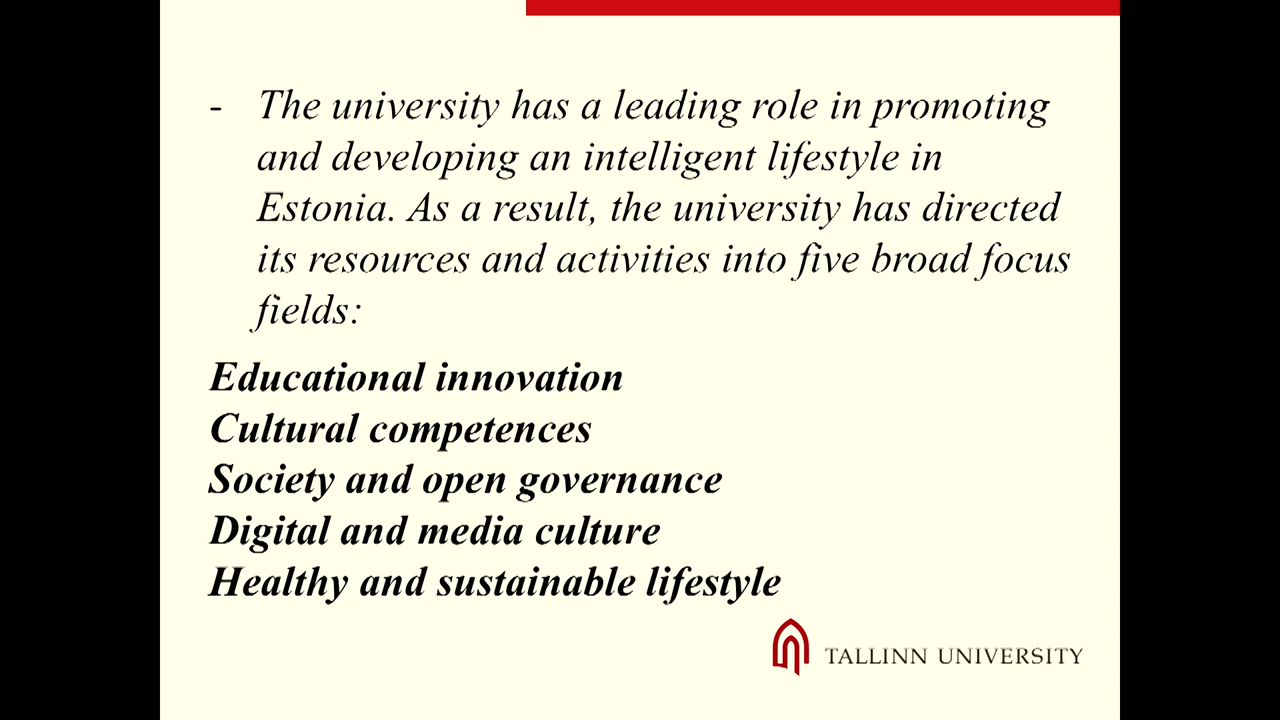 - The university has a leading role in promoting
and developing an intelligent lifestyle in
Estonia. As a result, the university has directed
its resources and activities into five broad focus
fields:
Educational innovation
Cultural competences
Society and open governance
Digital and media culture
Healthy and sustainable lifestyle
TALLINN UNIVERSITY